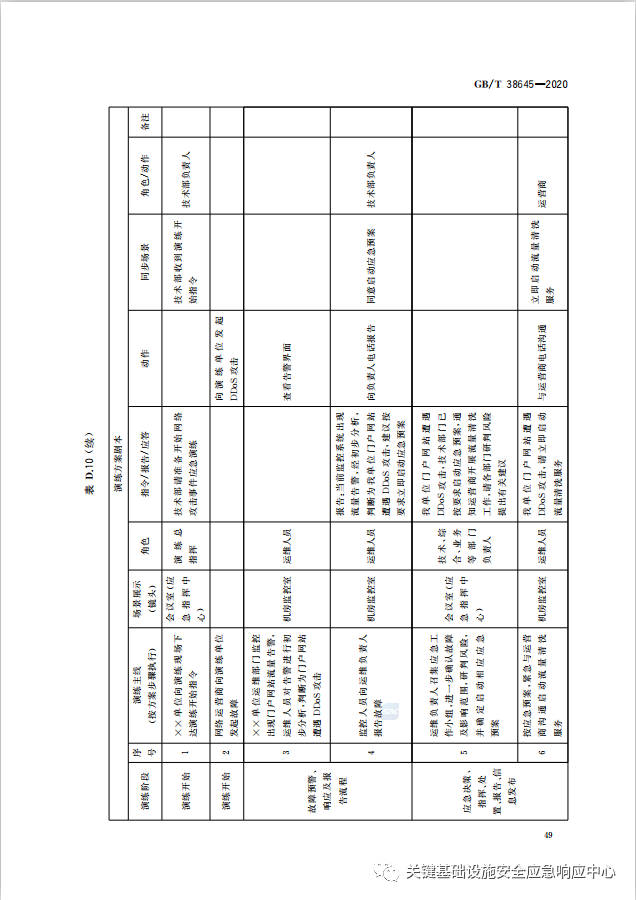 GB/T 38645—2020
表 D.10（续）
演练方案剧本
演练阶段
序
号
演练主线
（按方案步骤执行）
场景展示
（镜头）
角色
指令/报告/应答
动作
同步场景
角色/动作
备注
演练开始
1
××单位向演练现场下
达演练开始指令
会议室（应
急指挥中
心）
演练总
指挥
技术部请准备开始网络
攻击事件应急演练
技术部收到演练开
始指令
技术部负责人
演练开始
2
网络运营商向演练单位
发起故障
向演练单位发起
DDoS 攻击
故障预警、
响应及报
告流程
3
××单位运维部门监控
出现门户网站流量告警，
运维人员对告警进行初
步分析，判断为门户网站
遭遇 DDoS 攻击
机房监控室
运维人员
查看告警界面
4
监控人员向运维负责人
报告故障
机房监控室
运维人员
报告：当前监控系统出现
流量告警，经初步分析，
判断为我单位门户网站
遭遇 DDoS 攻击，建议按
要求立即启动应急预案
向负责人电话报告
同意启动应急预案
技术部负责人
应急决策、
指挥、处
置、报告、信
息发布
5
运维负责人召集应急工
作小组，进一步确认故障
及影响范围，研判风险，
并确定启动相应应急
预案
会议室（应
急指挥中
心）
技术、综
合、业务
等部门
负责人
我单位门户网站遭遇
DDoS 攻击，技术部门已
按要求启动应急预案，通
知运营商开展流量清洗
工作，请各部门研判风险
提出有关建议
6
按应急预案，紧急与运营
商沟通启动流量清洗
服务
机房监控室
运维人员
我单位门户网站遭遇
DDoS 攻击，请立即启动
流量清洗服务
与运营商电话沟通
立即启动流量清洗
服务
运营商
49
关键基础设施安全应急响应中心